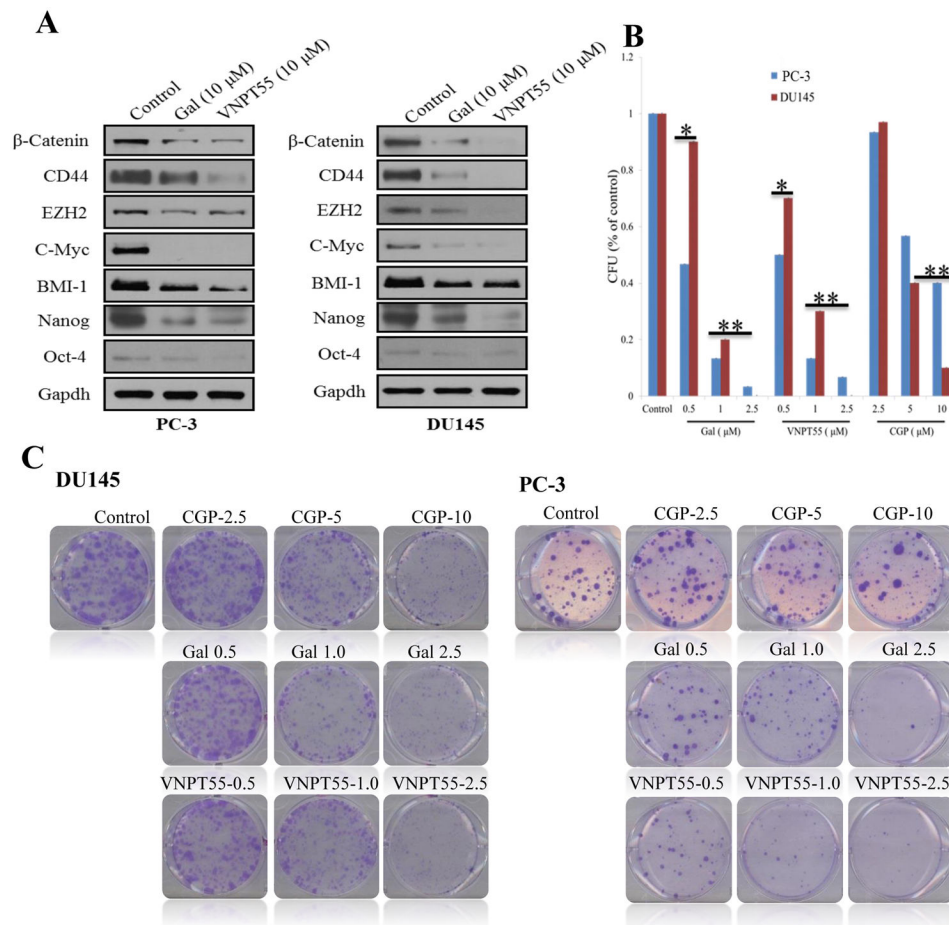 A
Control
Gal (10 μM)
VNPT55 (10 μM)
β-Catenin
CD44
EZH2
C-Myc
BMI-1
Nanog
Oct-4
Gapdh
PC-3
Control
Gal (10 μM)
VNPT55 (10 μM)
β-Catenin
CD44
EZH2
C-Myc
BMI-1
Nanog
Oct-4
Gapdh
DU145
B
PC-3
DU145
CFU (% of control)
1
0.8
0.6
0.4
0.2
0
* ** * ** **
Control 0.5 1 2.5 0.5 1 2.5 2.5 5 10
Gal ( μM) VNPT55 ( μM) CGP ( μM)
C
DU145
Control CGP-2.5 CGP-5 CGP-10
Gal 0.5 Gal 1.0 Gal 2.5
VNPT55-0.5 VNPT55-1.0 VNPT55-2.5
PC-3
Control CGP-2.5 CGP-5 CGP-10
Gal 0.5 Gal 1.0 Gal 2.5
VNPT55-0.5 VNPT55-1.0 VNPT55-2.5